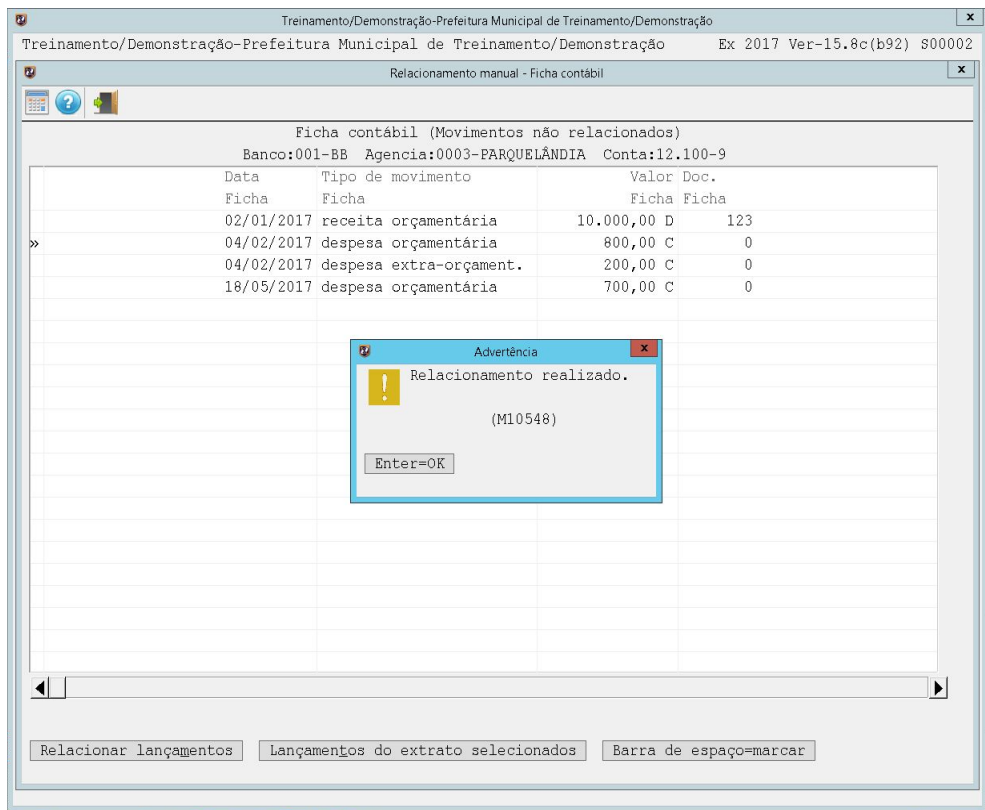 Treinamento/Demonstração-Prefeitura Municipal de Treinamento/Demonstração x
Treinamento/Demonstração-Prefeitura Municipal de Treinamento/Demonstração Ex 2017 Ver-15.8c(b92) S00002
Relacionamento manual - Ficha contábil x
Ficha contábil (Movimentos não relacionados)
Banco:001-BB Agencia:0003-PARQUELÂNDIA Conta:12.100-9
Data Tipo de movimento Valor Doc.
Ficha Ficha Ficha Ficha
02/01/2017 receita orçamentária 10.000,00 D 123
» 04/02/2017 despesa orçamentária 800,00 C 0
04/02/2017 despesa extra-orçament. 200,00 C 0
18/05/2017 despesa orçamentária 700,00 C 0
Advertência x
Relacionamento realizado.
(M10548)
Enter=OK
Relacionar lançamentos Lançamentos do extrato selecionados Barra de espaço=marcar